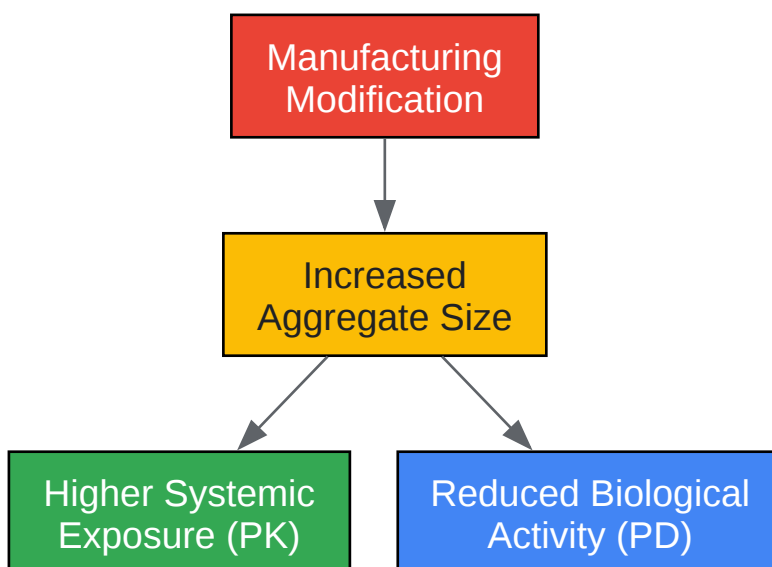 Manufacturing
Modification
Increased
Aggregate Size
Higher Systemic
Exposure (PK)
Reduced Biological
Activity (PD)